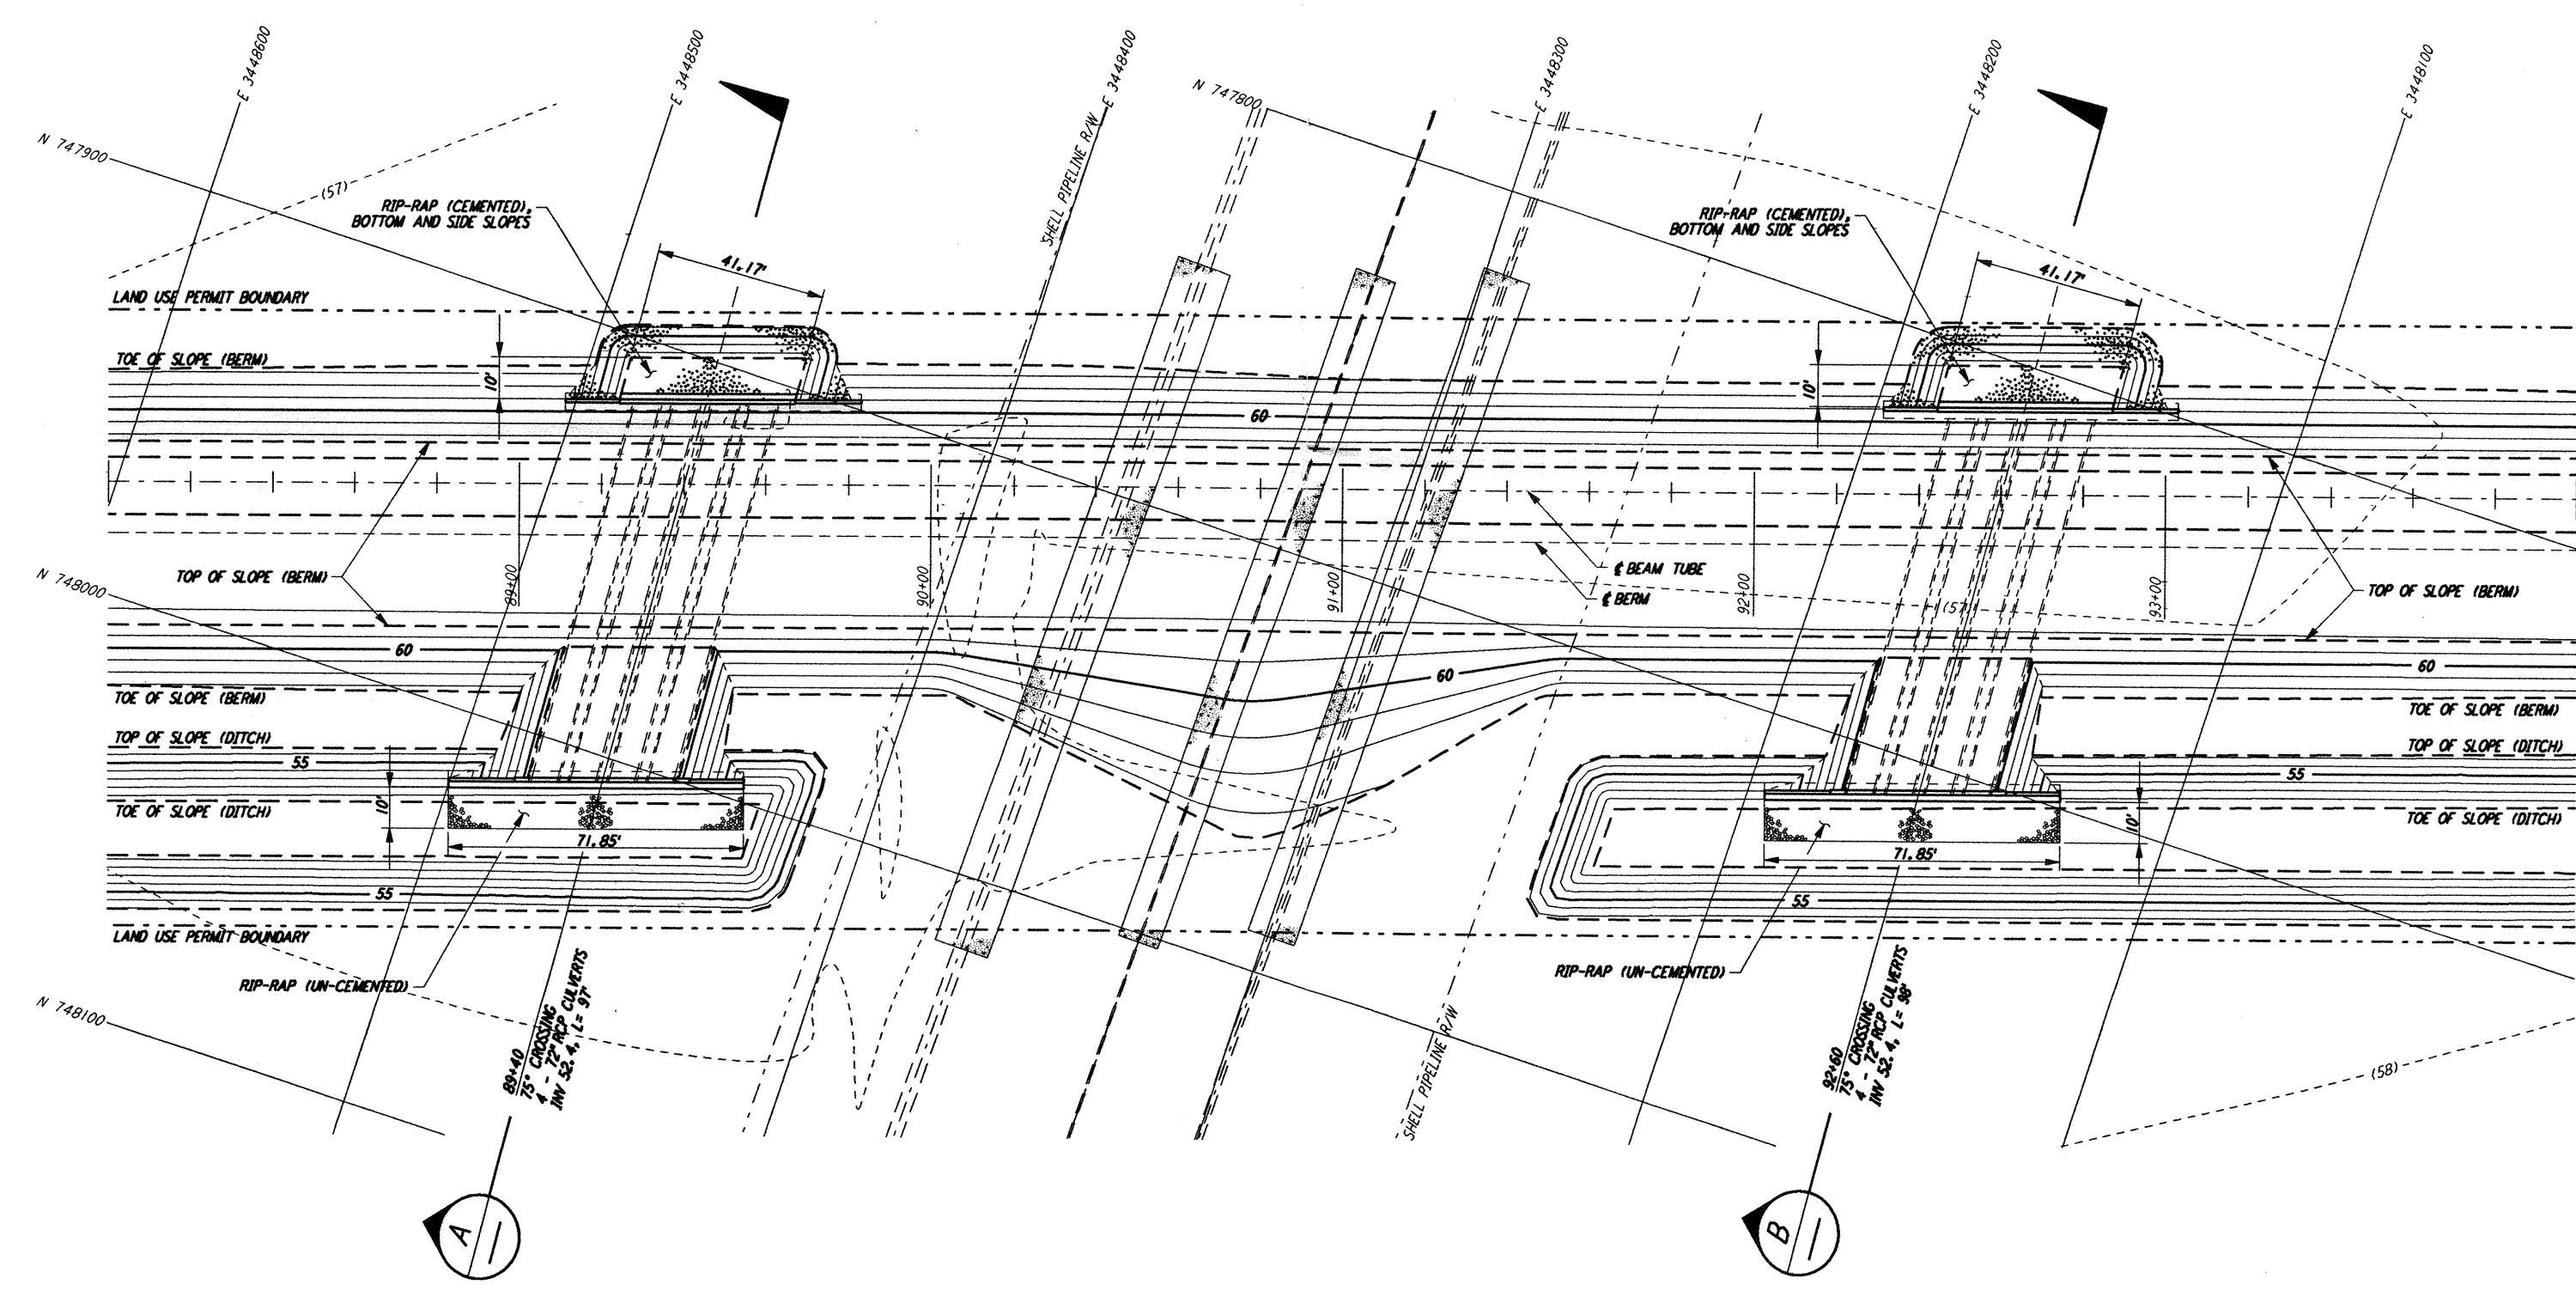 E 3448600
E 3448500
E 3448400
E 3448300
E 3448200
E 3448100
N 747900
N 747800
SHELL PIPELINE R/W
(57)
RIP-RAP (CEMENTED),
BOTTOM AND SIDE SLOPES
41.17'
RIP-RAP (CEMENTED),
BOTTOM AND SIDE SLOPES
41.17'
LAND USE PERMIT BOUNDARY
TOE OF SLOPE (BERM)
10'
10'
60
TOP OF SLOPE (BERM)
89+00
90+00
91+00
92+00
93+00
℄ BEAM TUBE
℄ BERM
(57)
TOP OF SLOPE (BERM)
N 748000
60
60
60
TOE OF SLOPE (BERM)
TOE OF SLOPE (BERM)
TOP OF SLOPE (DITCH)
TOP OF SLOPE (DITCH)
55
55
10'
10'
TOE OF SLOPE (DITCH)
TOE OF SLOPE (DITCH)
71.85'
71.85'
55
55
LAND USE PERMIT BOUNDARY
RIP-RAP (UN-CEMENTED)
RIP-RAP (UN-CEMENTED)
N 748100
89+40
75° CROSSING
4 - 72" RCP CULVERTS
INV 52.4, L= 97'
SHELL PIPELINE R/W
92+60
75° CROSSING
4 - 72" RCP CULVERTS
INV 52.4, L= 98'
(58)
A
B